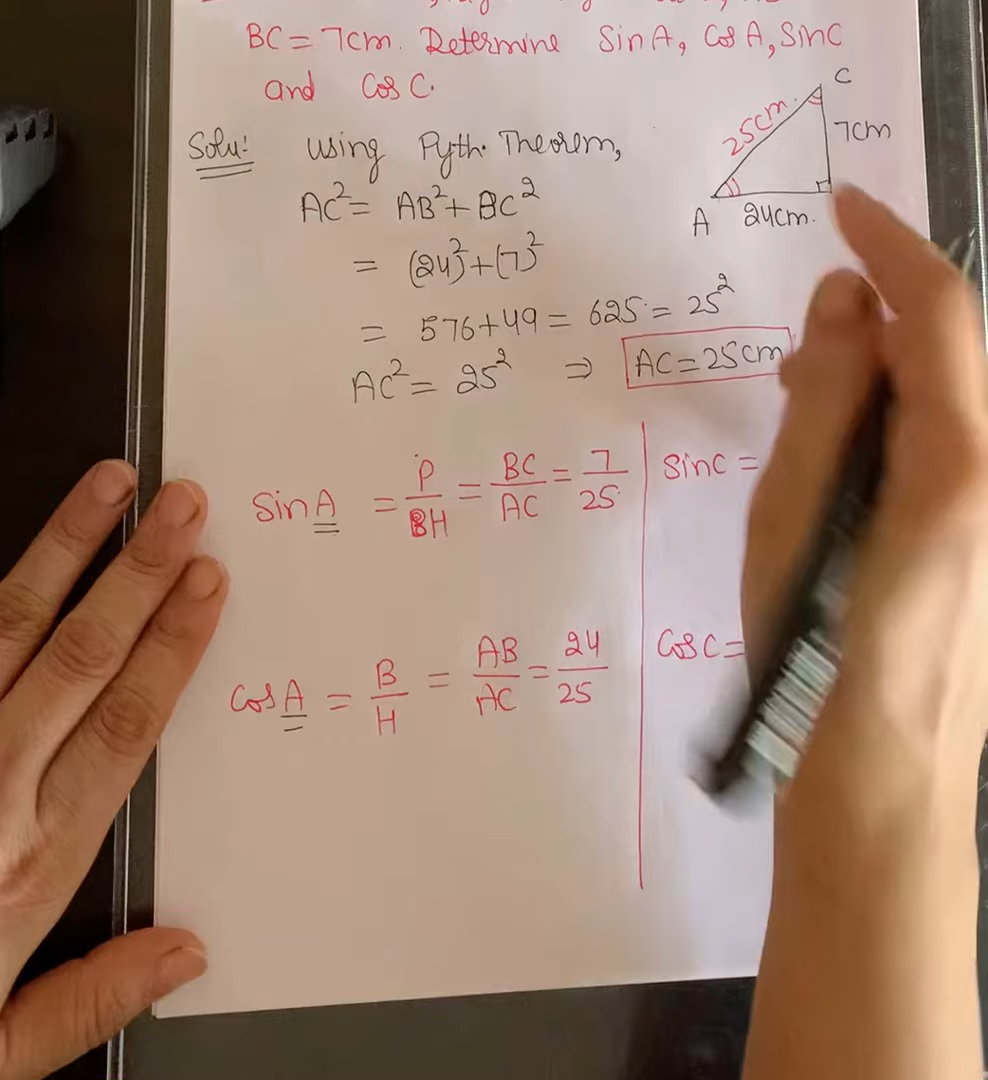 BC = 7cm. Determine Sin A, Cos A, Sin C
and Cos C.
C
25cm.
7cm
A
24cm.
Solu:
Using Pyth. Theorem,
AC² = AB² + BC²
= (24)² + (7)²
= 576 + 49 = 625 = 25²
AC² = 25² ⇒ AC = 25cm
Sin A = P/H = BC/AC = 7/25
Sin C =
Cos A = B/H = AB/AC = 24/25
Cos C =